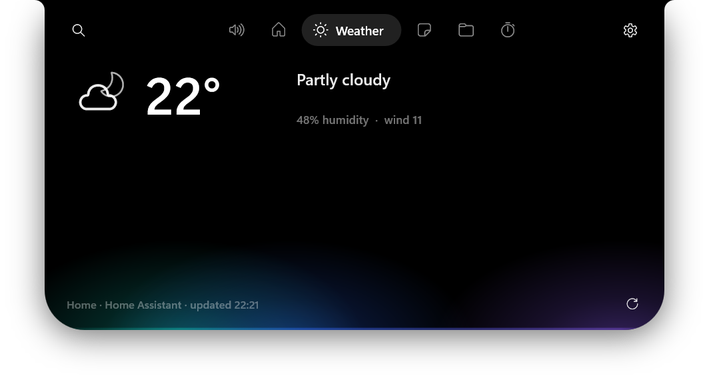 Weather
22°
Partly cloudy
48% humidity · wind 11
Home · Home Assistant · updated 22:21